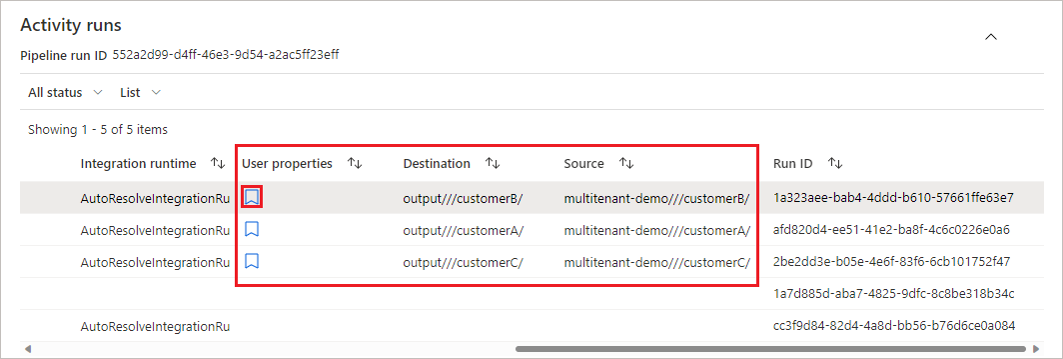 Activity runs
Pipeline run ID 552a2d99-d4ff-46e3-9d54-a2ac5ff23eff
All status List
Showing 1 - 5 of 5 items
Integration runtime User properties Destination Source Run ID
AutoResolveIntegrationRu output///customerB/ multitenant-demo///customerB/ 1a323aee-bab4-4ddd-b610-57661ffe63e7
AutoResolveIntegrationRu output///customerA/ multitenant-demo///customerA/ afd820d4-ee51-41e2-ba8f-4c6c0226e0a6
AutoResolveIntegrationRu output///customerC/ multitenant-demo///customerC/ 2be2dd3e-b05e-4e6f-83f6-6cb101752f47
1a7d885d-aba7-4825-9dfc-8c8be318b34c
AutoResolveIntegrationRu cc3f9d84-82d4-4a8d-bb56-b76d6ce0a084